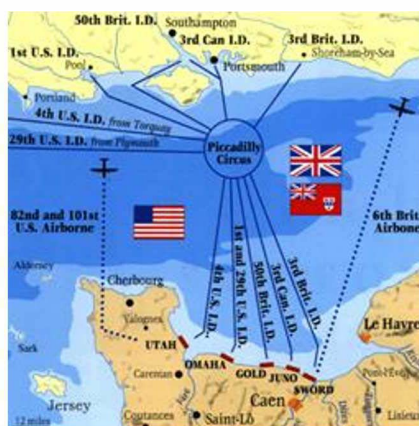 50th Brit. I.D.
Southampton
1st U.S. I.D.
3rd Can I.D.
3rd Brit. I.D.
Pool
Shoreham-by-Sea
Portsmouth
Portland
4th U.S. I.D. from Torquay
29th U.S. I.D. from Plymouth
Piccadilly
Circus
82nd and 101st
U.S. Airborne
6th Brit.
Airborne
4th U.S. I.D.
1st and 29th U.S. I.D.
50th Brit. I.D.
3rd Can. I.D.
3rd Brit. I.D.
Alderney
Cherbourg
Valognes
Le Havre
Sark
UTAH
OMAHA
GOLD
JUNO
SWORD
Carentan
Caen
Jersey
Coutances
Saint-Lô
Lisieux
12 miles